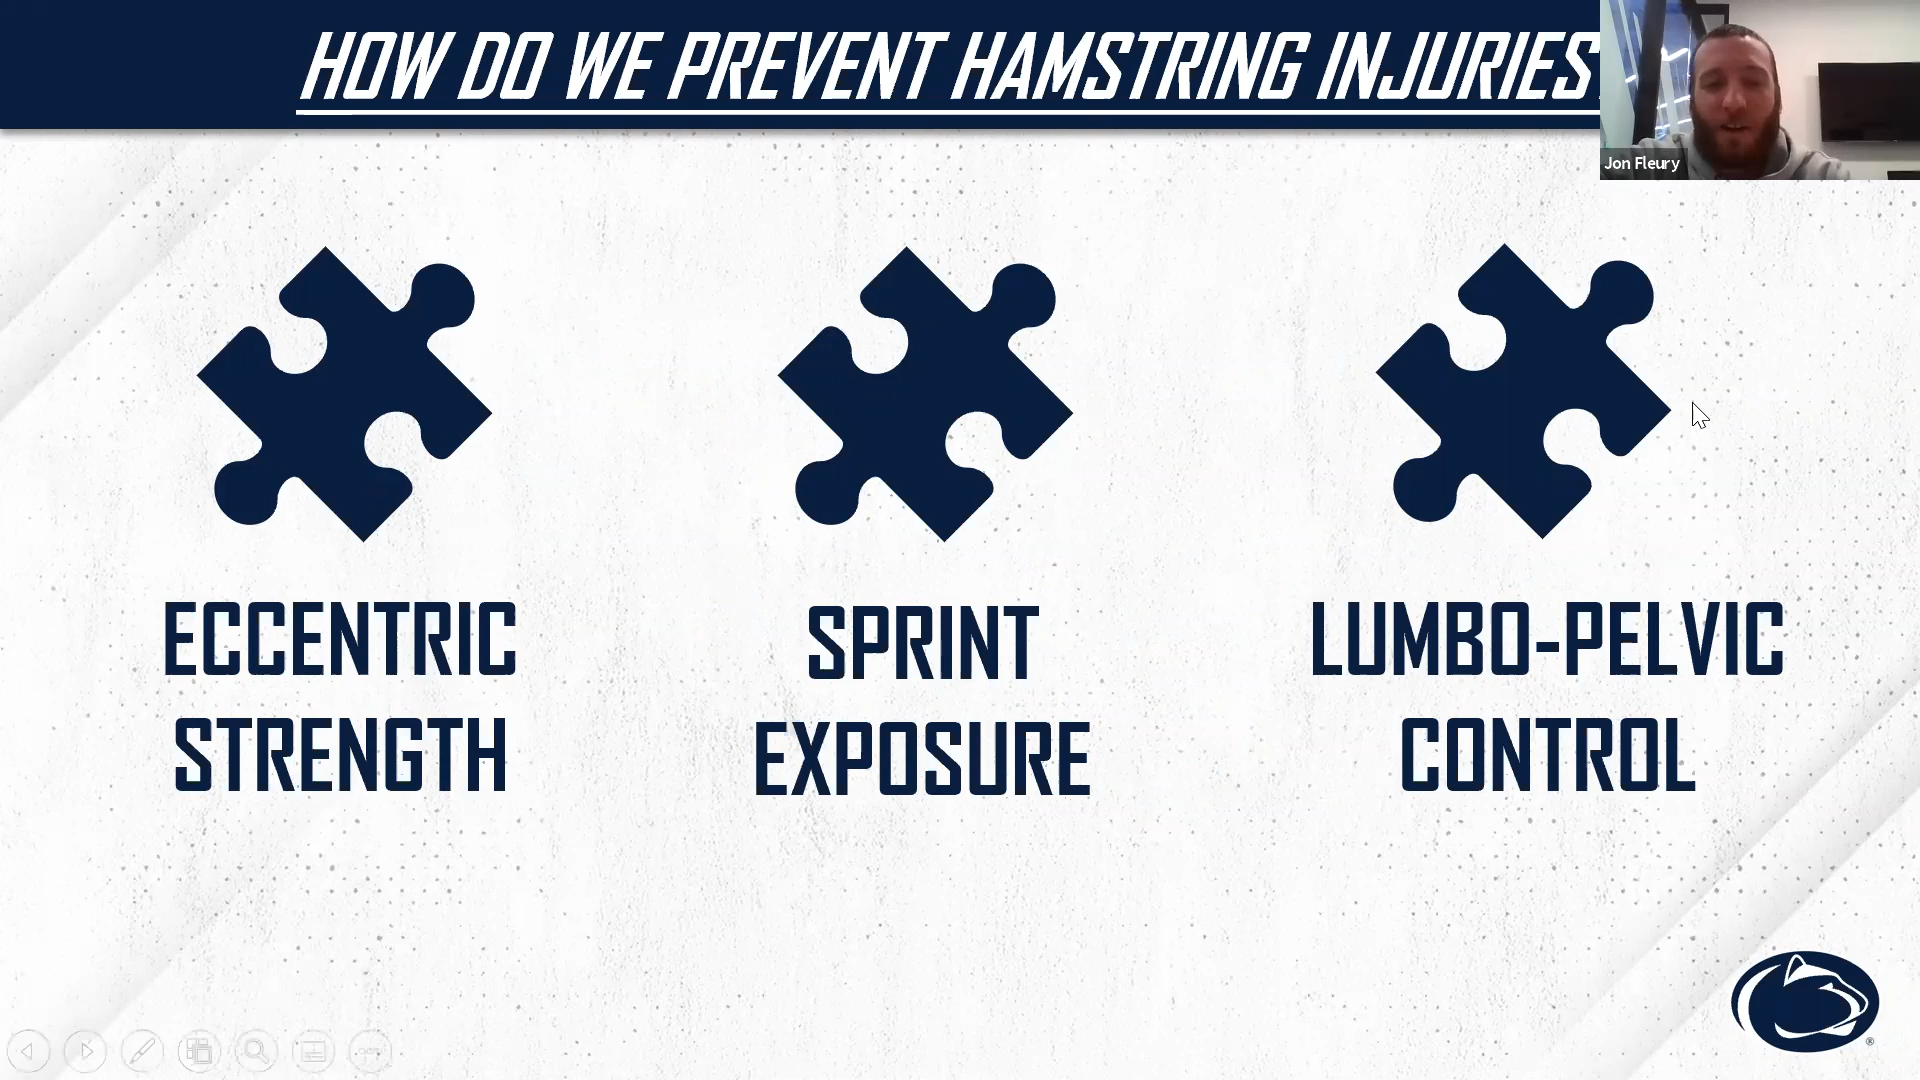 HOW DO WE PREVENT HAMSTRING INJURIES
Jon Fleury
ECCENTRIC
STRENGTH
SPRINT
EXPOSURE
LUMBO-PELVIC
CONTROL
®